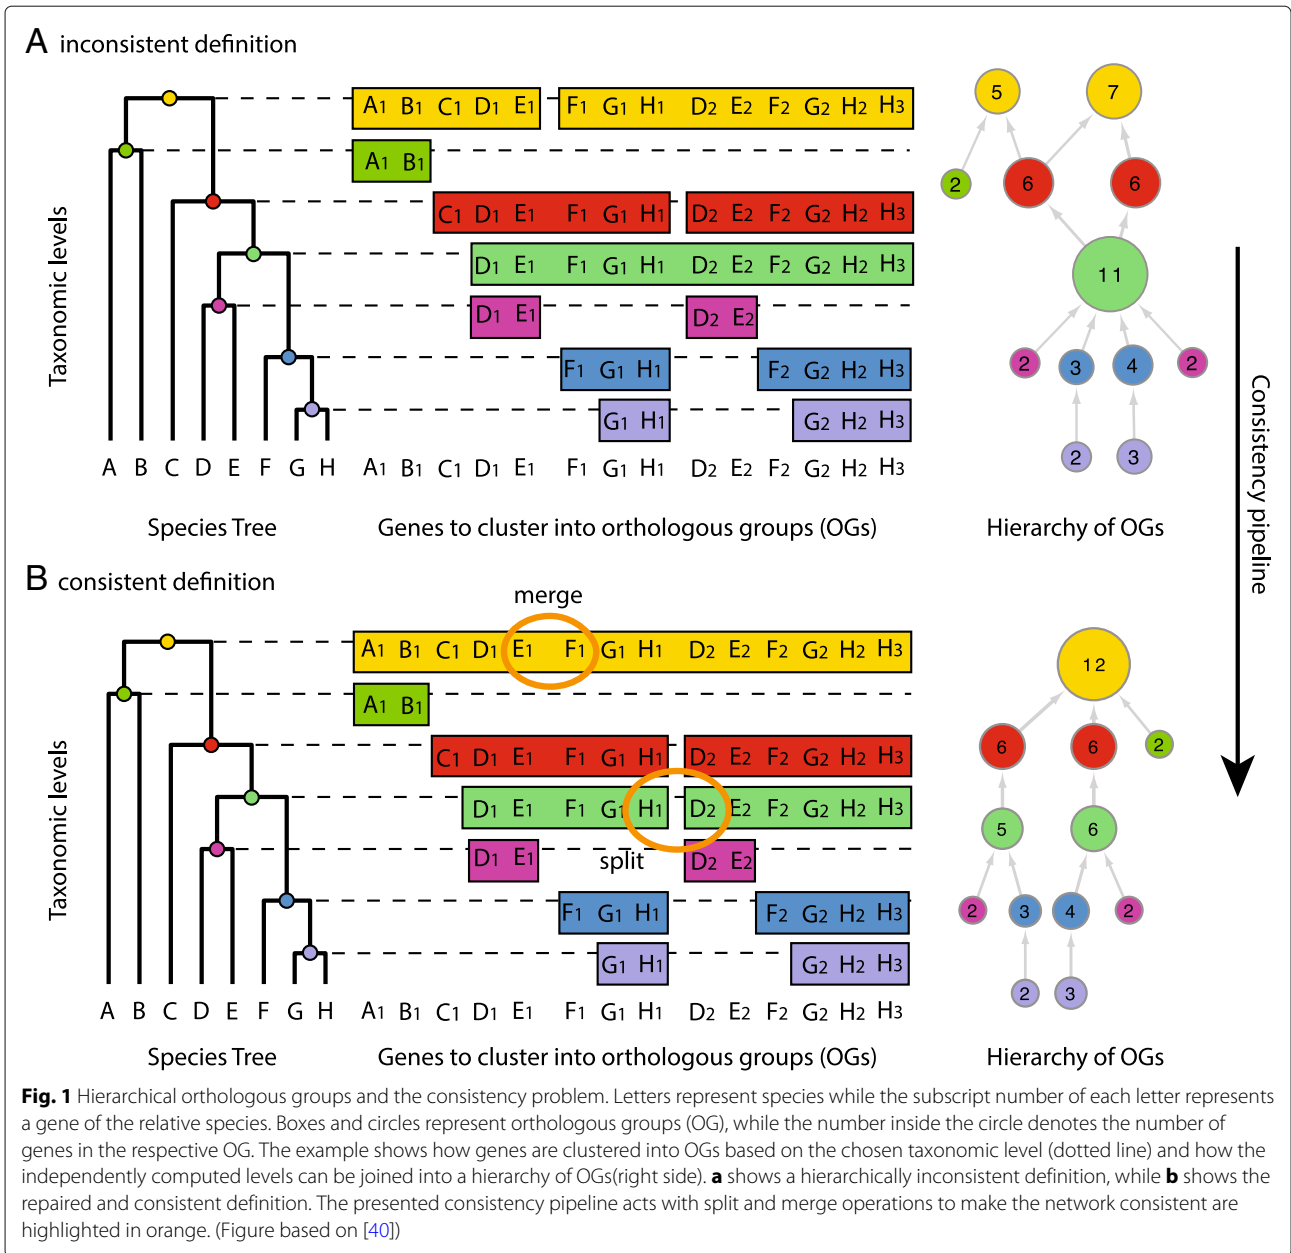 A inconsistent definition
A1 B1 C1 D1 E1 F1 G1 H1 D2 E2 F2 G2 H2 H3
5 7
A1 B1
2 6 6
C1 D1 E1 F1 G1 H1 D2 E2 F2 G2 H2 H3
D1 E1 F1 G1 H1 D2 E2 F2 G2 H2 H3
11
D1 E1 D2 E2
F1 G1 H1 F2 G2 H2 H3
2 3 4 2
G1 H1 G2 H2 H3
2 3
Taxonomic levels
A B C D E F G H A1 B1 C1 D1 E1 F1 G1 H1 D2 E2 F2 G2 H2 H3
Species Tree Genes to cluster into orthologous groups (OGs) Hierarchy of OGs
Consistency pipeline
B consistent definition
merge
A1 B1 C1 D1 E1 F1 G1 H1 D2 E2 F2 G2 H2 H3
12
A1 B1
C1 D1 E1 F1 G1 H1 D2 E2 F2 G2 H2 H3
6 6 2
D1 E1 F1 G1 H1 D2 E2 F2 G2 H2 H3
5 6
D1 E1 split D2 E2
F1 G1 H1 F2 G2 H2 H3
2 3 4 2
G1 H1 G2 H2 H3
2 3
Taxonomic levels
A B C D E F G H A1 B1 C1 D1 E1 F1 G1 H1 D2 E2 F2 G2 H2 H3
Species Tree Genes to cluster into orthologous groups (OGs) Hierarchy of OGs
Fig. 1 Hierarchical orthologous groups and the consistency problem. Letters represent species while the subscript number of each letter represents
a gene of the relative species. Boxes and circles represent orthologous groups (OG), while the number inside the circle denotes the number of
genes in the respective OG. The example shows how genes are clustered into OGs based on the chosen taxonomic level (dotted line) and how the
independently computed levels can be joined into a hierarchy of OGs(right side). a shows a hierarchically inconsistent definition, while b shows the
repaired and consistent definition. The presented consistency pipeline acts with split and merge operations to make the network consistent are
highlighted in orange. (Figure based on [40])